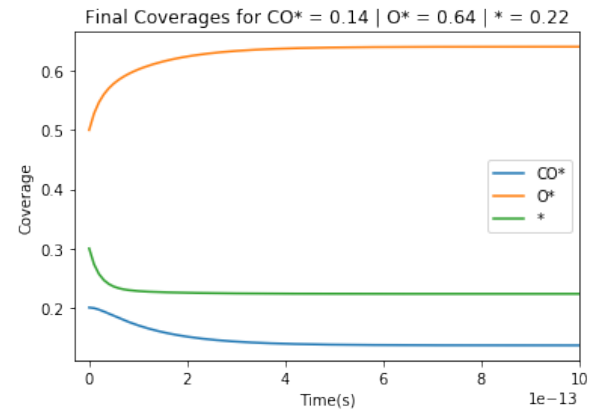 Final Coverages for CO* = 0.14 | O* = 0.64 | * = 0.22
Coverage
0.6
0.5
0.4
0.3
0.2
CO*
O*
*
0 2 4 6 8 10
1e−13
Time(s)